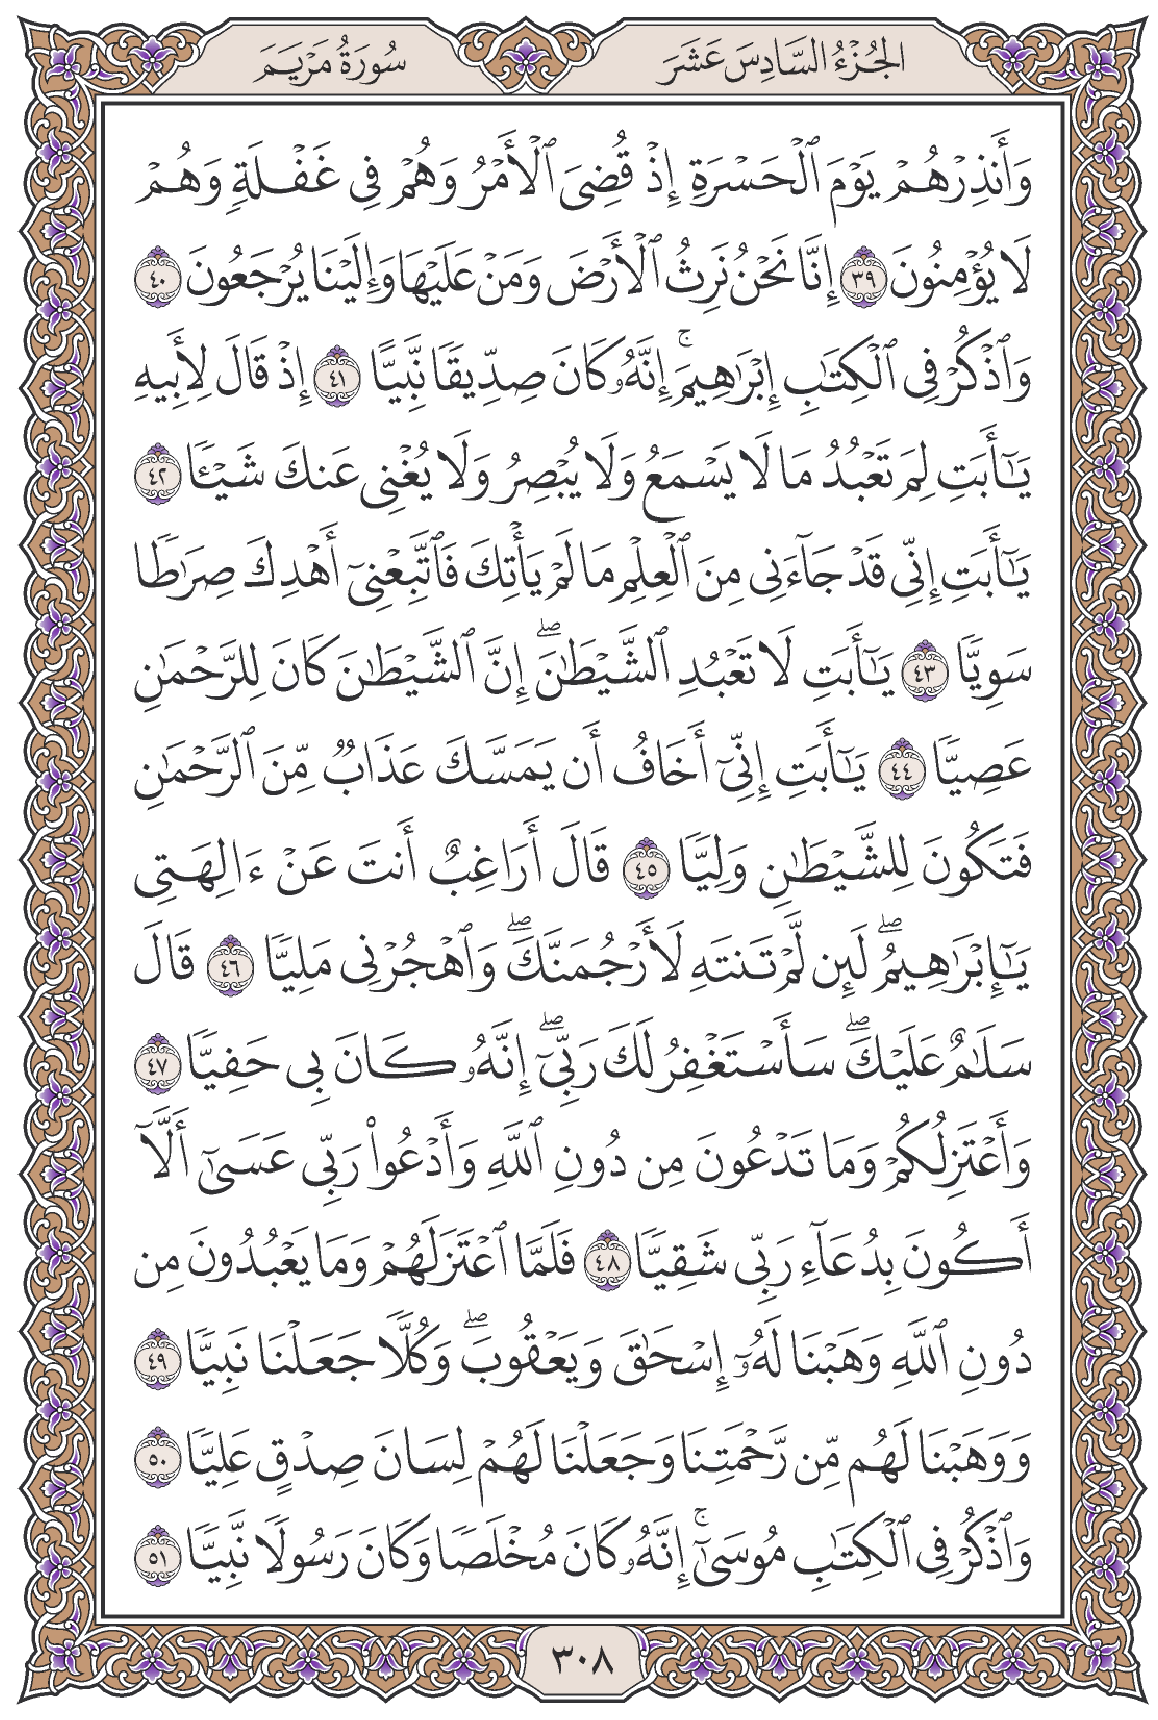 الجُزْءُ السَّادِسَ عَشَرَ
سُورَةُ مَرْيَمَ
وَأَنذِرْهُمْ يَوْمَ ٱلْحَسْرَةِ إِذْ قُضِىَ ٱلْأَمْرُ وَهُمْ فِى غَفْلَةٍ وَهُمْ
لَا يُؤْمِنُونَ ٣٩ إِنَّا نَحْنُ نَرِثُ ٱلْأَرْضَ وَمَنْ عَلَيْهَا وَإِلَيْنَا يُرْجَعُونَ ٤٠
وَٱذْكُرْ فِى ٱلْكِتَٰبِ إِبْرَٰهِيمَ ۚ إِنَّهُۥ كَانَ صِدِّيقًا نَّبِيًّا ٤١ إِذْ قَالَ لِأَبِيهِ
يَٰٓأَبَتِ لِمَ تَعْبُدُ مَا لَا يَسْمَعُ وَلَا يُبْصِرُ وَلَا يُغْنِى عَنكَ شَيْـًٔا ٤٢
يَٰٓأَبَتِ إِنِّى قَدْ جَآءَنِى مِنَ ٱلْعِلْمِ مَا لَمْ يَأْتِكَ فَٱتَّبِعْنِىٓ أَهْدِكَ صِرَٰطًا
سَوِيًّا ٤٣ يَٰٓأَبَتِ لَا تَعْبُدِ ٱلشَّيْطَٰنَ ۖ إِنَّ ٱلشَّيْطَٰنَ كَانَ لِلرَّحْمَٰنِ
عَصِيًّا ٤٤ يَٰٓأَبَتِ إِنِّىٓ أَخَافُ أَن يَمَسَّكَ عَذَابٌ مِّنَ ٱلرَّحْمَٰنِ
فَتَكُونَ لِلشَّيْطَٰنِ وَلِيًّا ٤٥ قَالَ أَرَاغِبٌ أَنتَ عَنْ ءَالِهَتِى
يَٰٓإِبْرَٰهِيمُ ۖ لَئِن لَّمْ تَنتَهِ لَأَرْجُمَنَّكَ ۖ وَٱهْجُرْنِى مَلِيًّا ٤٦ قَالَ
سَلَٰمٌ عَلَيْكَ ۖ سَأَسْتَغْفِرُ لَكَ رَبِّىٓ ۖ إِنَّهُۥ كَانَ بِى حَفِيًّا ٤٧
وَأَعْتَزِلُكُمْ وَمَا تَدْعُونَ مِن دُونِ ٱللَّهِ وَأَدْعُوا۟ رَبِّى عَسَىٰٓ أَلَّآ
أَكُونَ بِدُعَآءِ رَبِّى شَقِيًّا ٤٨ فَلَمَّا ٱعْتَزَلَهُمْ وَمَا يَعْبُدُونَ مِن
دُونِ ٱللَّهِ وَهَبْنَا لَهُۥٓ إِسْحَٰقَ وَيَعْقُوبَ ۖ وَكُلًّا جَعَلْنَا نَبِيًّا ٤٩
وَوَهَبْنَا لَهُم مِّن رَّحْمَتِنَا وَجَعَلْنَا لَهُمْ لِسَانَ صِدْقٍ عَلِيًّا ٥٠
وَٱذْكُرْ فِى ٱلْكِتَٰبِ مُوسَىٰٓ ۚ إِنَّهُۥ كَانَ مُخْلَصًا وَكَانَ رَسُولًا نَّبِيًّا ٥١
٣٠٨